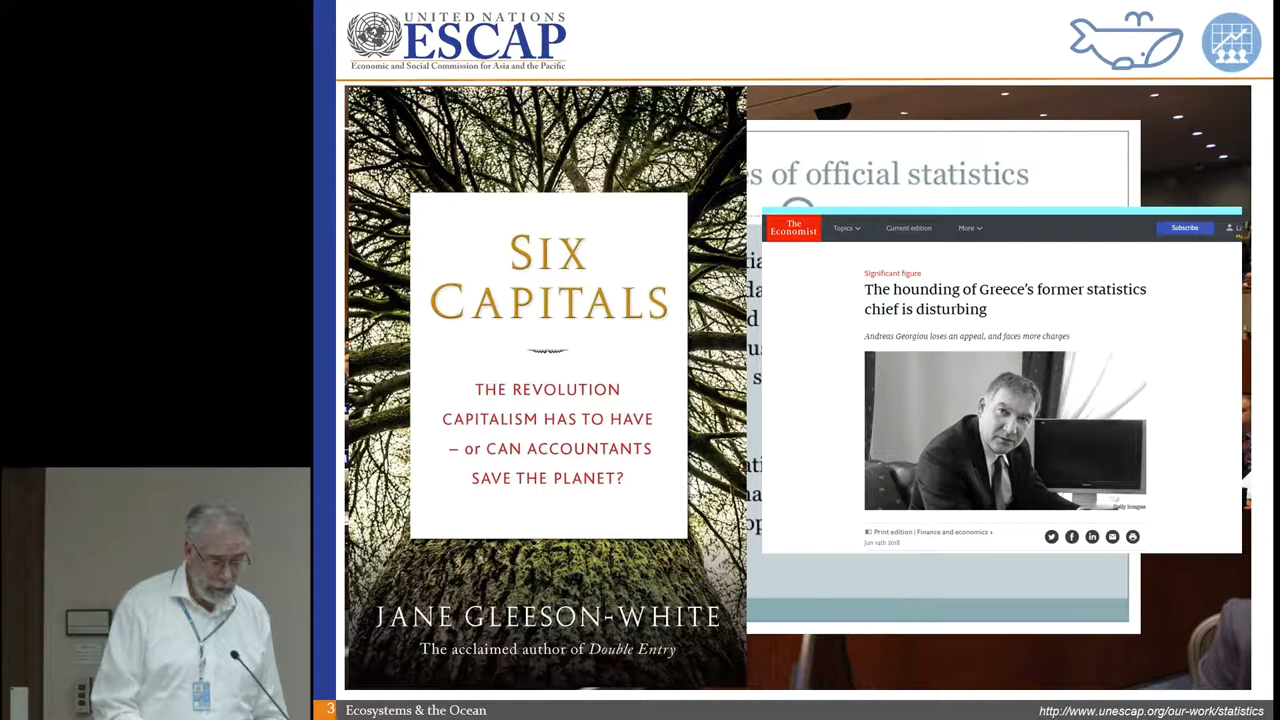 UNITED NATIONS
ESCAP
Economic and Social Commission for Asia and the Pacific
SIX
CAPITALS
THE REVOLUTION
CAPITALISM HAS TO HAVE
– or CAN ACCOUNTANTS
SAVE THE PLANET?
JANE GLEESON-WHITE
The acclaimed author of Double Entry
of official statistics
The
Economist
Topics
Current edition
More
Subscribe
Significant figure
The hounding of Greece's former statistics
chief is disturbing
Andreas Georgiou loses an appeal, and faces more charges
Getty Images
Print edition | Finance and economics >
Jun 14th 2018
3
Ecosystems & the Ocean
http://www.unescap.org/our-work/statistics